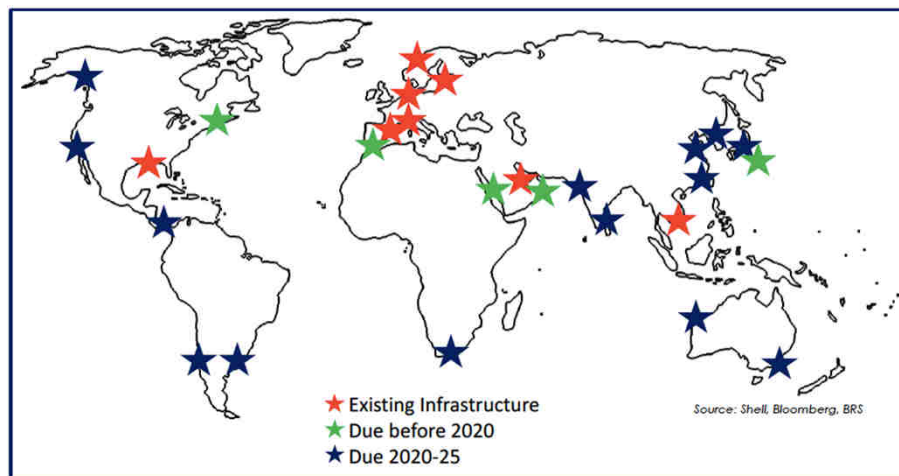 Existing Infrastructure
Due before 2020
Due 2020-25
Source: Shell, Bloomberg, BRS